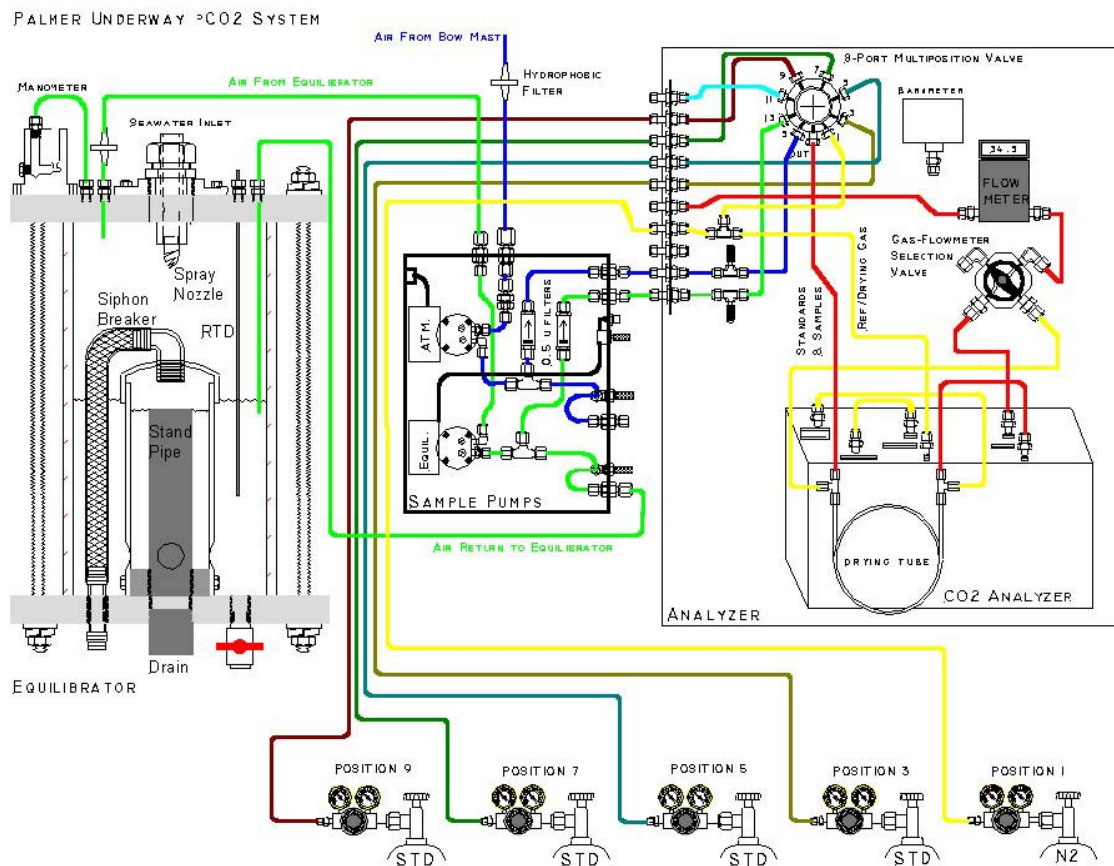 PALMER UNDERWAY PCO2 SYSTEM
AIR FROM BOW MAST
AIR FROM EQUILIBRATOR
MANOMETER
SEAWATER INLET
HYDROPHOBIC
FILTER
8-PORT MULTIPOSITION VALVE
BAROMETER
9
7
5
11
3
13
1
OUT
34.5
FLOW
METER
GAS-FLOWMETER
SELECTION
VALVE
Spray
Nozzle
Siphon
Breaker
RTD
Stand
Pipe
ATM.
0.5 U FILTERS
EQUIL.
SAMPLE PUMPS
STANDARDS
& SAMPLES
REF/DRYING GAS
AIR RETURN TO EQUILIBRATOR
DRYING TUBE
CO2 ANALYZER
ANALYZER
Drain
EQUILIBRATOR
POSITION 9
POSITION 7
POSITION 5
POSITION 3
POSITION 1
STD
STD
STD
STD
N2